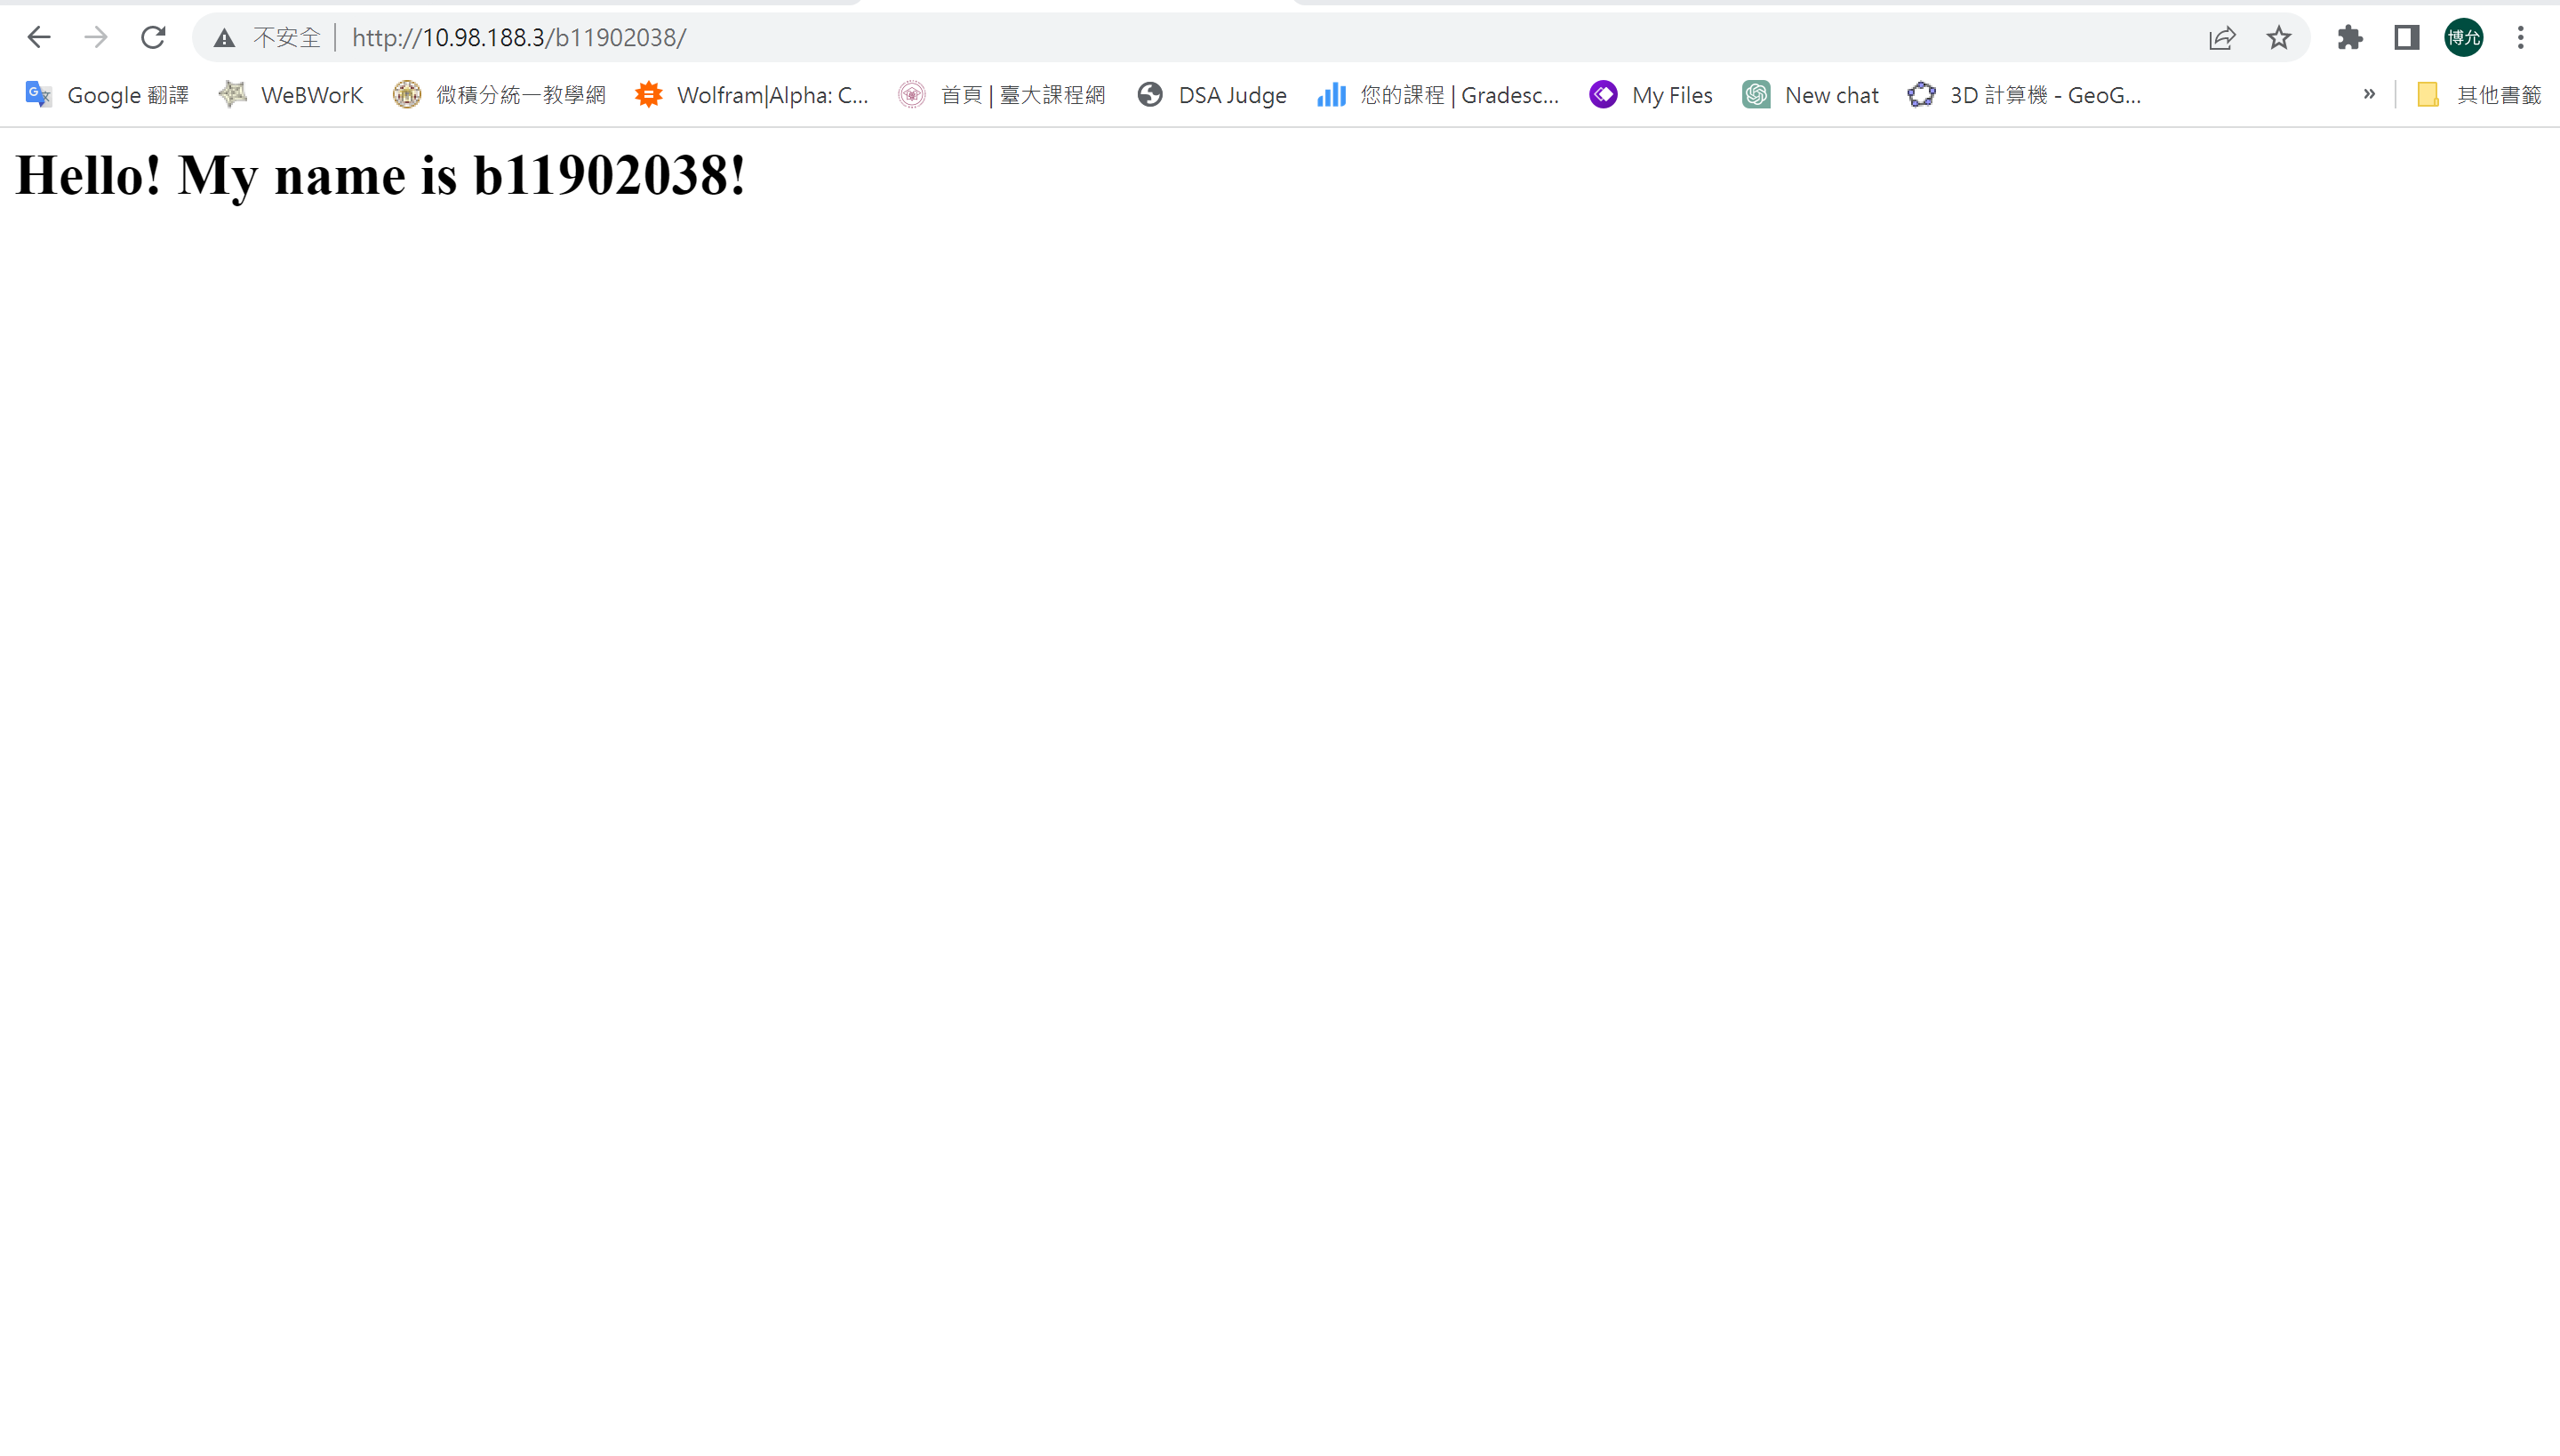 不安全 | http://10.98.188.3/b11902038/ 博允
Google 翻譯 WeBWorK 微積分統一教學網 Wolfram|Alpha: C... 首頁 | 臺大課程網 DSA Judge 您的課程 | Gradesc... My Files New chat 3D 計算機 - GeoG... » 其他書籤
Hello! My name is b11902038!